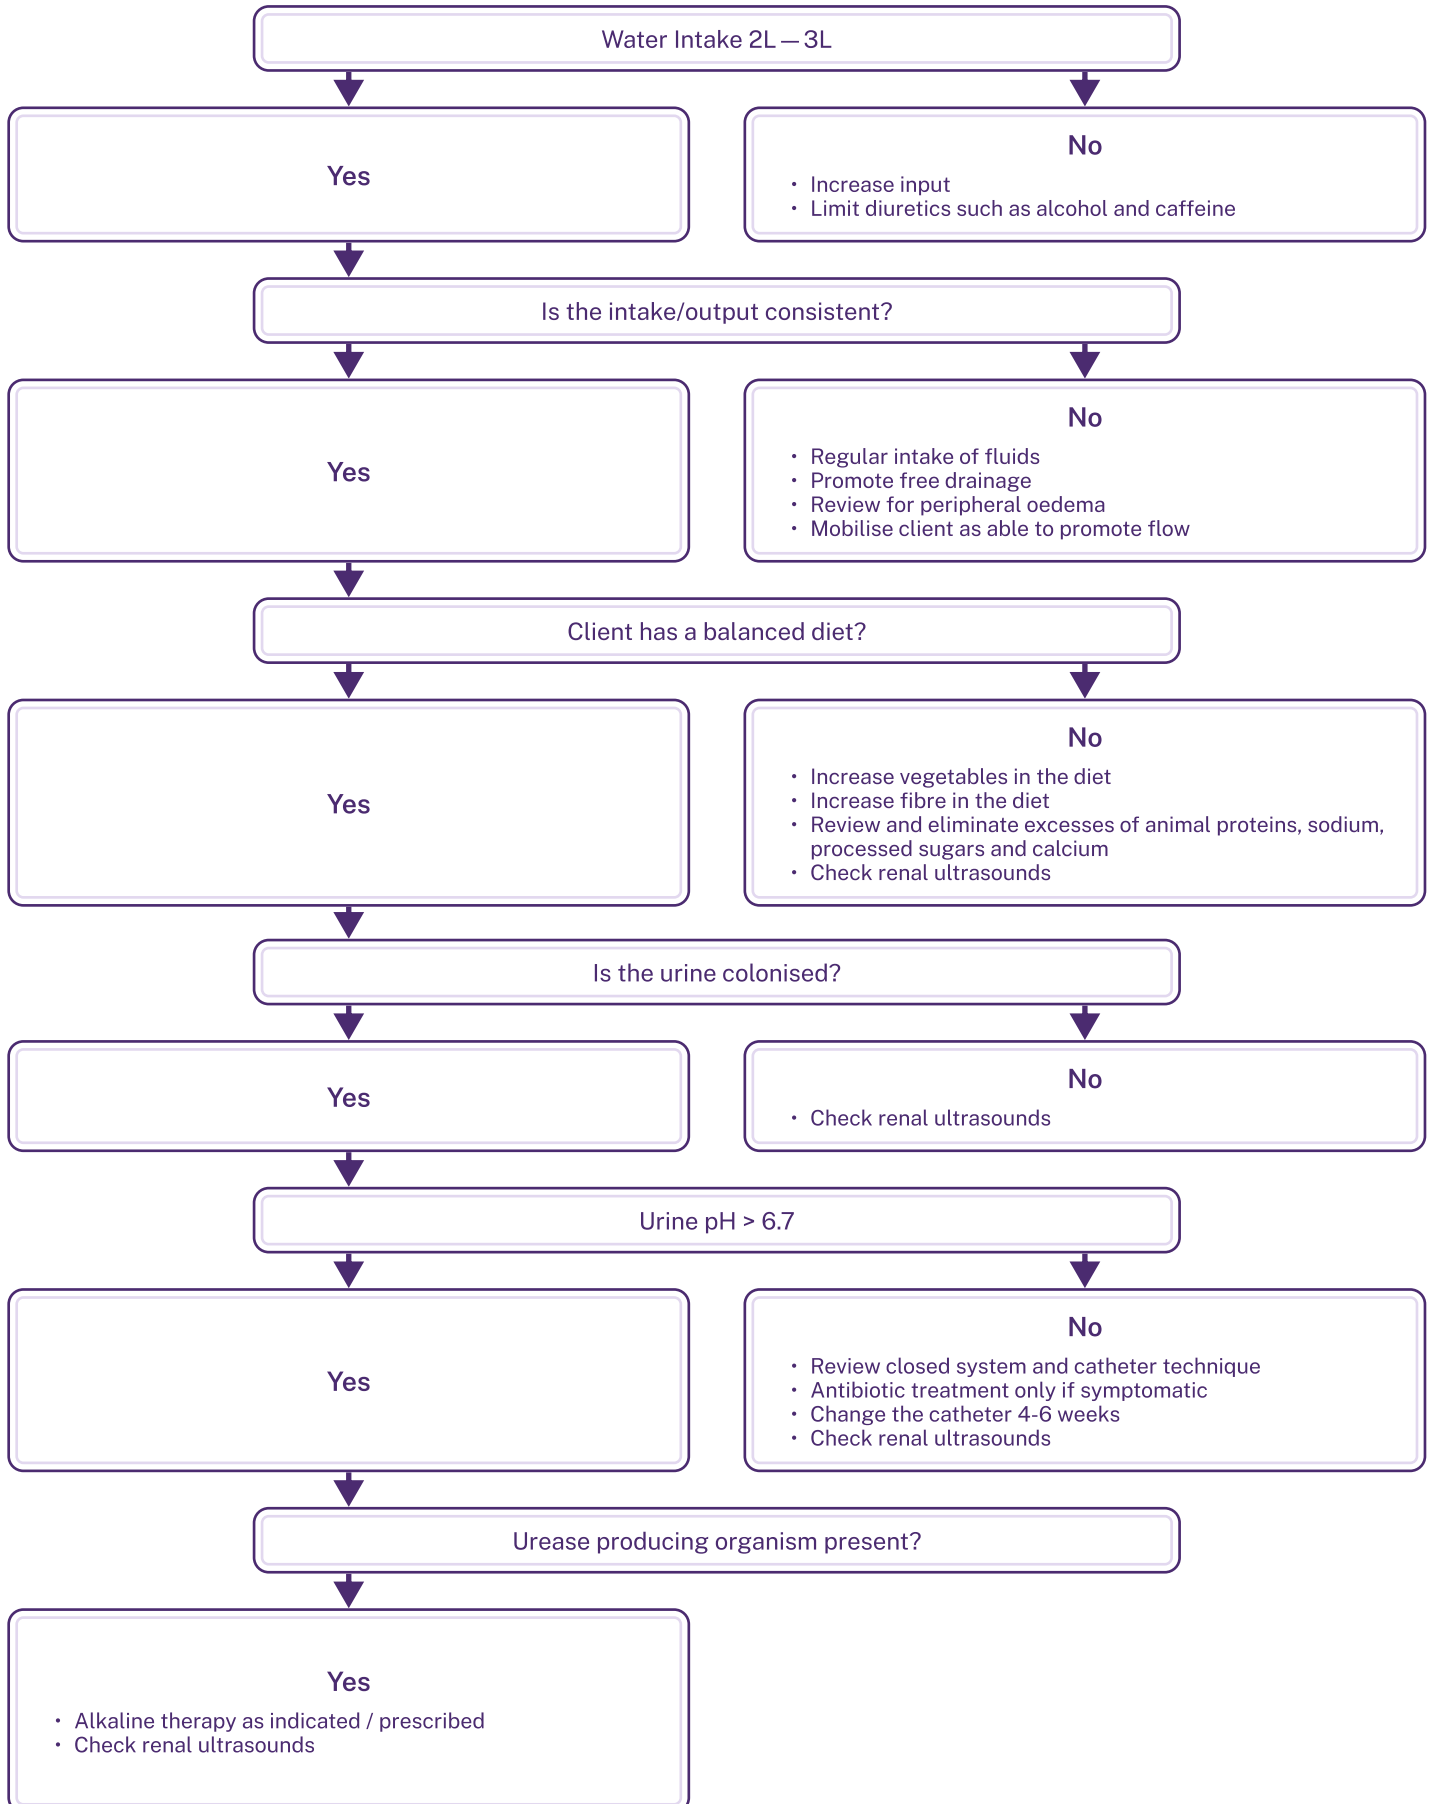 Water Intake 2L — 3L
Yes
No
• Increase input
• Limit diuretics such as alcohol and caffeine
Is the intake/output consistent?
Yes
No
• Regular intake of fluids
• Promote free drainage
• Review for peripheral oedema
• Mobilise client as able to promote flow
Client has a balanced diet?
Yes
No
• Increase vegetables in the diet
• Increase fibre in the diet
• Review and eliminate excesses of animal proteins, sodium,
processed sugars and calcium
• Check renal ultrasounds
Is the urine colonised?
Yes
No
• Check renal ultrasounds
Urine pH > 6.7
Yes
No
• Review closed system and catheter technique
• Antibiotic treatment only if symptomatic
• Change the catheter 4-6 weeks
• Check renal ultrasounds
Urease producing organism present?
Yes
• Alkaline therapy as indicated / prescribed
• Check renal ultrasounds